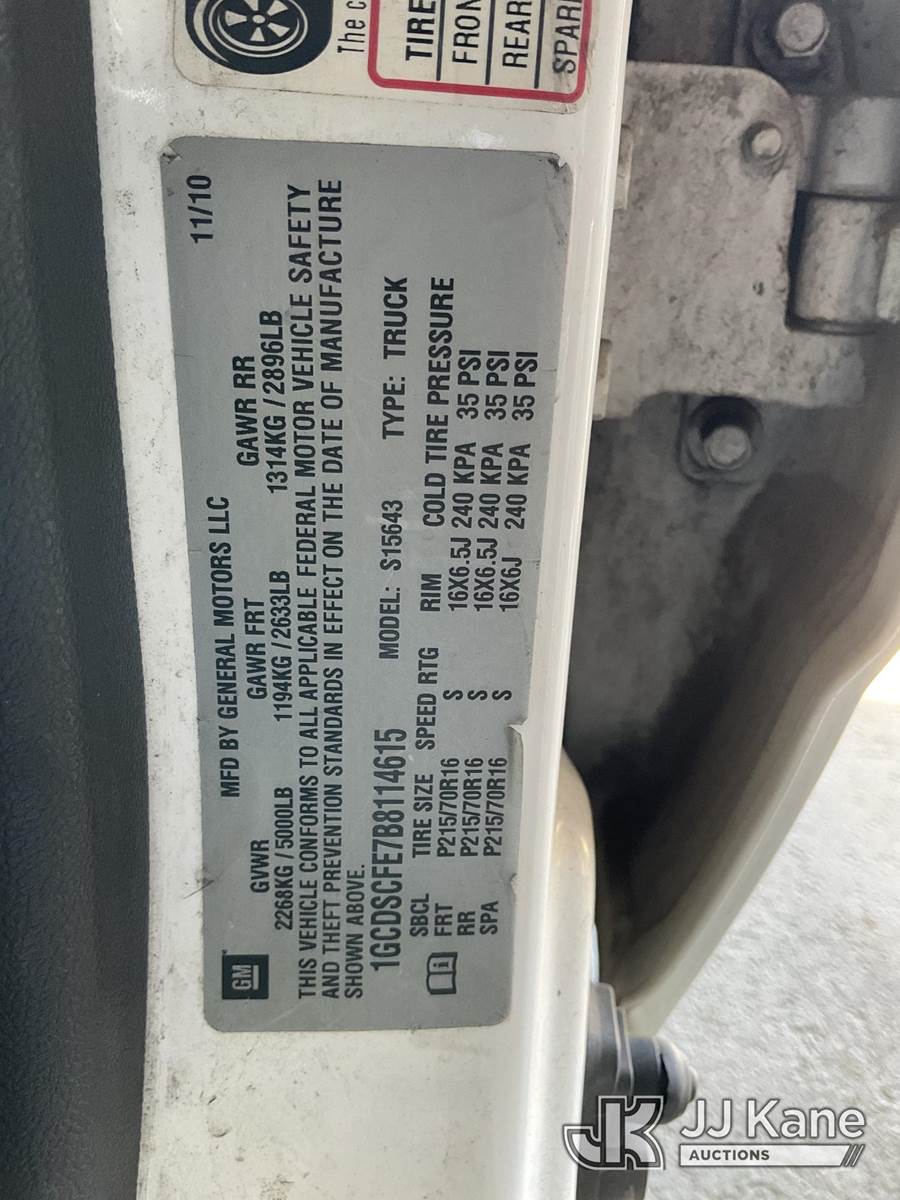 The c
TIRE
FRON
REAR
SPAR
MFD BY GENERAL MOTORS LLC 11/10
GM
GVWR GAWR FRT GAWR RR
2268KG / 5000LB 1194KG / 2633LB 1314KG / 2896LB
THIS VEHICLE CONFORMS TO ALL APPLICABLE FEDERAL MOTOR VEHICLE SAFETY
AND THEFT PREVENTION STANDARDS IN EFFECT ON THE DATE OF MANUFACTURE
SHOWN ABOVE.
1GCDSCFE7B8114615 MODEL: S15643 TYPE: TRUCK
SBCL TIRE SIZE SPEED RTG RIM COLD TIRE PRESSURE
FRT P215/70R16 S 16X6.5J 240 KPA 35 PSI
RR P215/70R16 S 16X6.5J 240 KPA 35 PSI
SPA P215/70R16 S 16X6J 240 KPA 35 PSI
JK JJ Kane
AUCTIONS